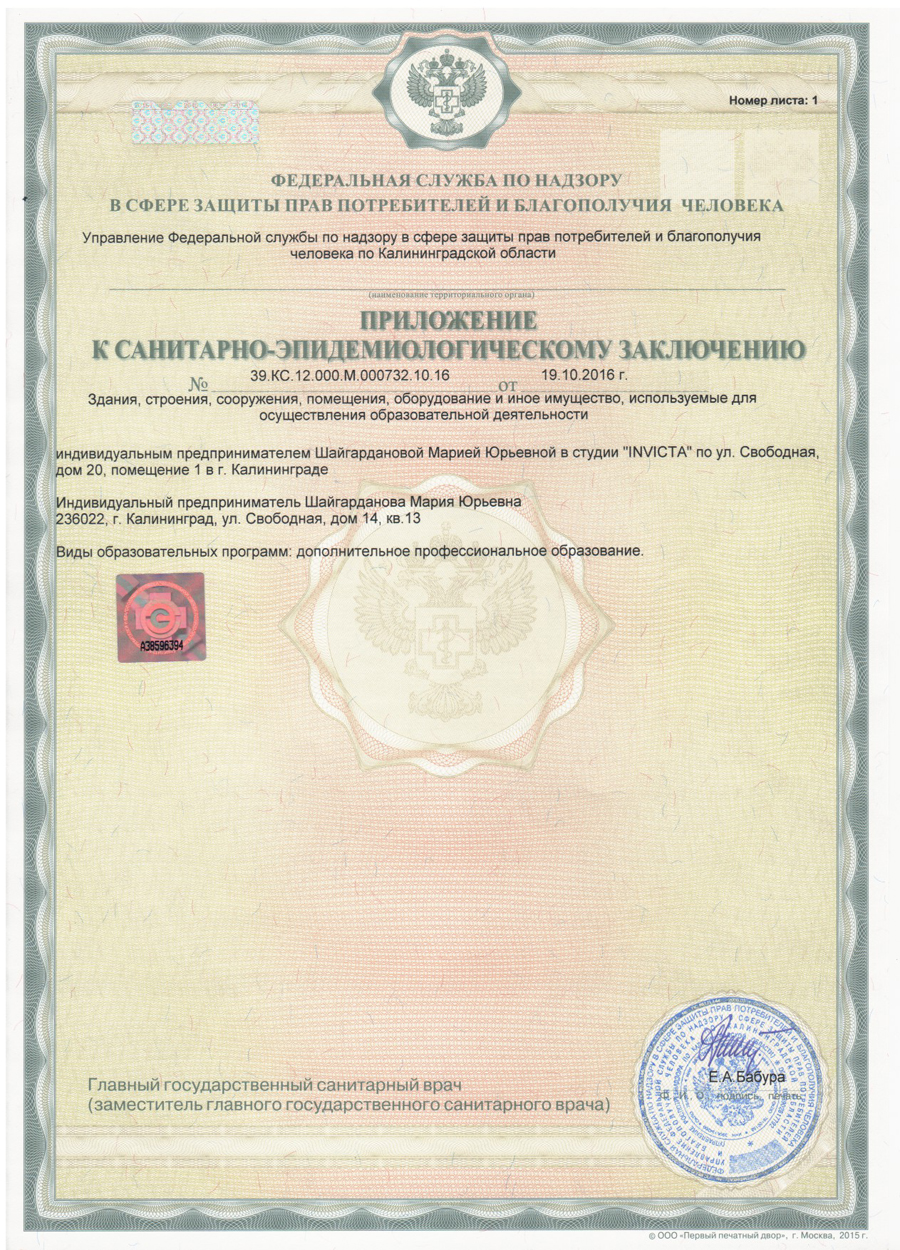 Номер листа: 1
ФЕДЕРАЛЬНАЯ СЛУЖБА ПО НАДЗОРУ
В СФЕРЕ ЗАЩИТЫ ПРАВ ПОТРЕБИТЕЛЕЙ И БЛАГОПОЛУЧИЯ ЧЕЛОВЕКА
Управление Федеральной службы по надзору в сфере защиты прав потребителей и благополучия
человека по Калининградской области
(наименование территориального органа)
ПРИЛОЖЕНИЕ
К САНИТАРНО-ЭПИДЕМИОЛОГИЧЕСКОМУ ЗАКЛЮЧЕНИЮ
№ 39.КС.12.000.М.000732.10.16 от 19.10.2016 г.
Здания, строения, сооружения, помещения, оборудование и иное имущество, используемые для
осуществления образовательной деятельности
индивидуальным предпринимателем Шайгардановой Марией Юрьевной в студии "INVICTA" по ул. Свободная,
дом 20, помещение 1 в г. Калининграде
Индивидуальный предприниматель Шайгарданова Мария Юрьевна
236022, г. Калининград, ул. Свободная, дом 14, кв.13
Виды образовательных программ: дополнительное профессиональное образование.
А38596394
Е.А.Бабура
Ф. И. О., подпись, печать
Главный государственный санитарный врач
(заместитель главного государственного санитарного врача)
© ООО «Первый печатный двор», г. Москва, 2015 г.